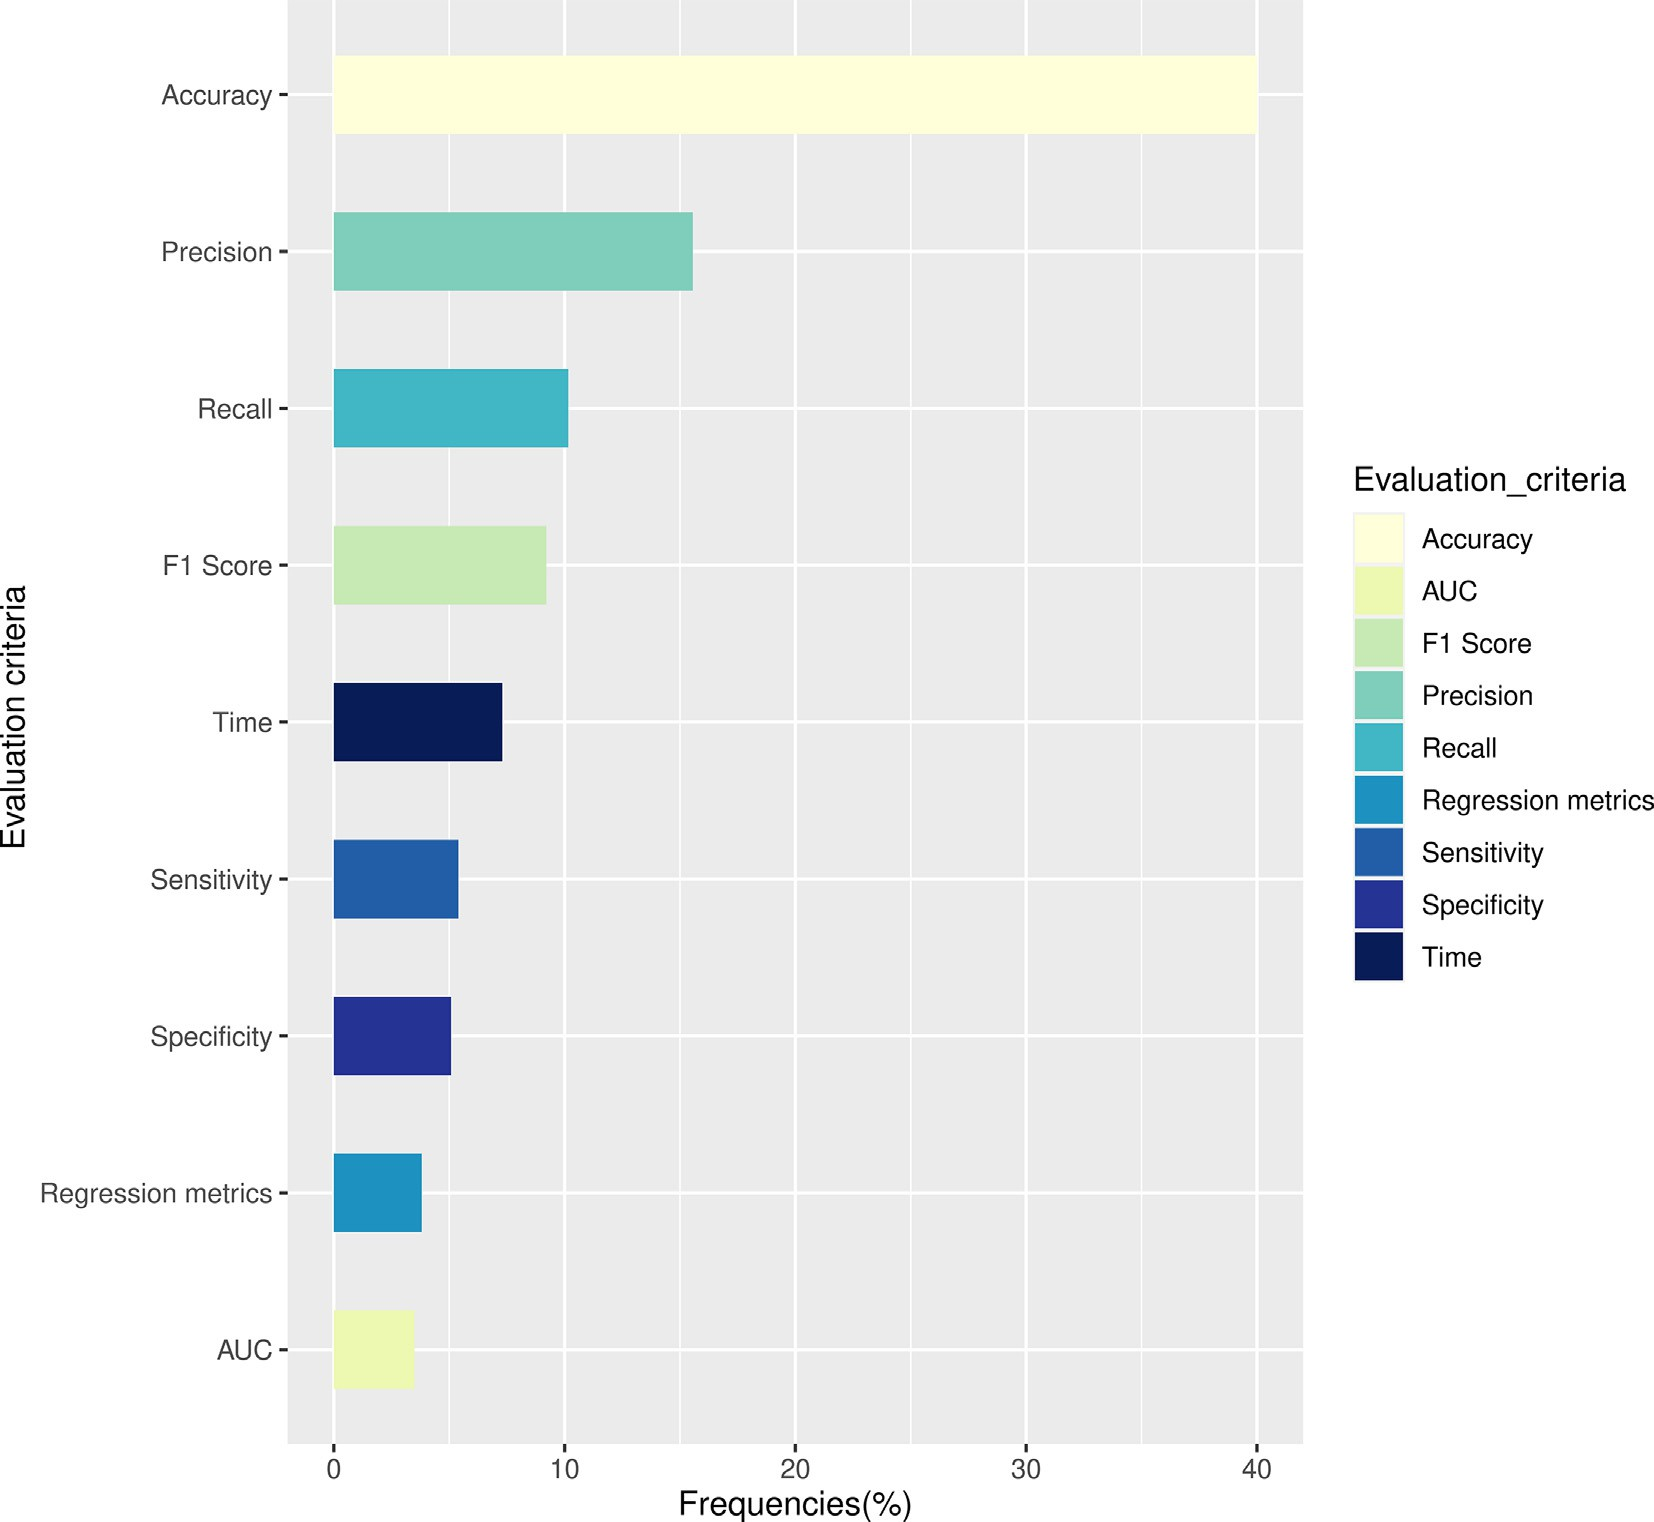 Evaluation criteria
Accuracy
Precision
Recall
F1 Score
Time
Sensitivity
Specificity
Regression metrics
AUC
0 10 20 30 40
Frequencies(%)
Evaluation_criteria
Accuracy
AUC
F1 Score
Precision
Recall
Regression metrics
Sensitivity
Specificity
Time